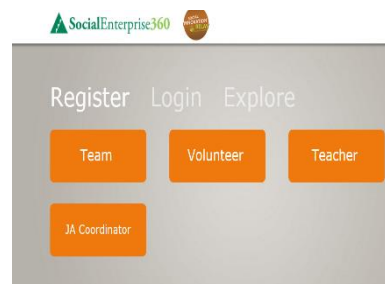 SocialEnterprise360
Register Login Explore
Team Volunteer Teacher
JA Coordinator